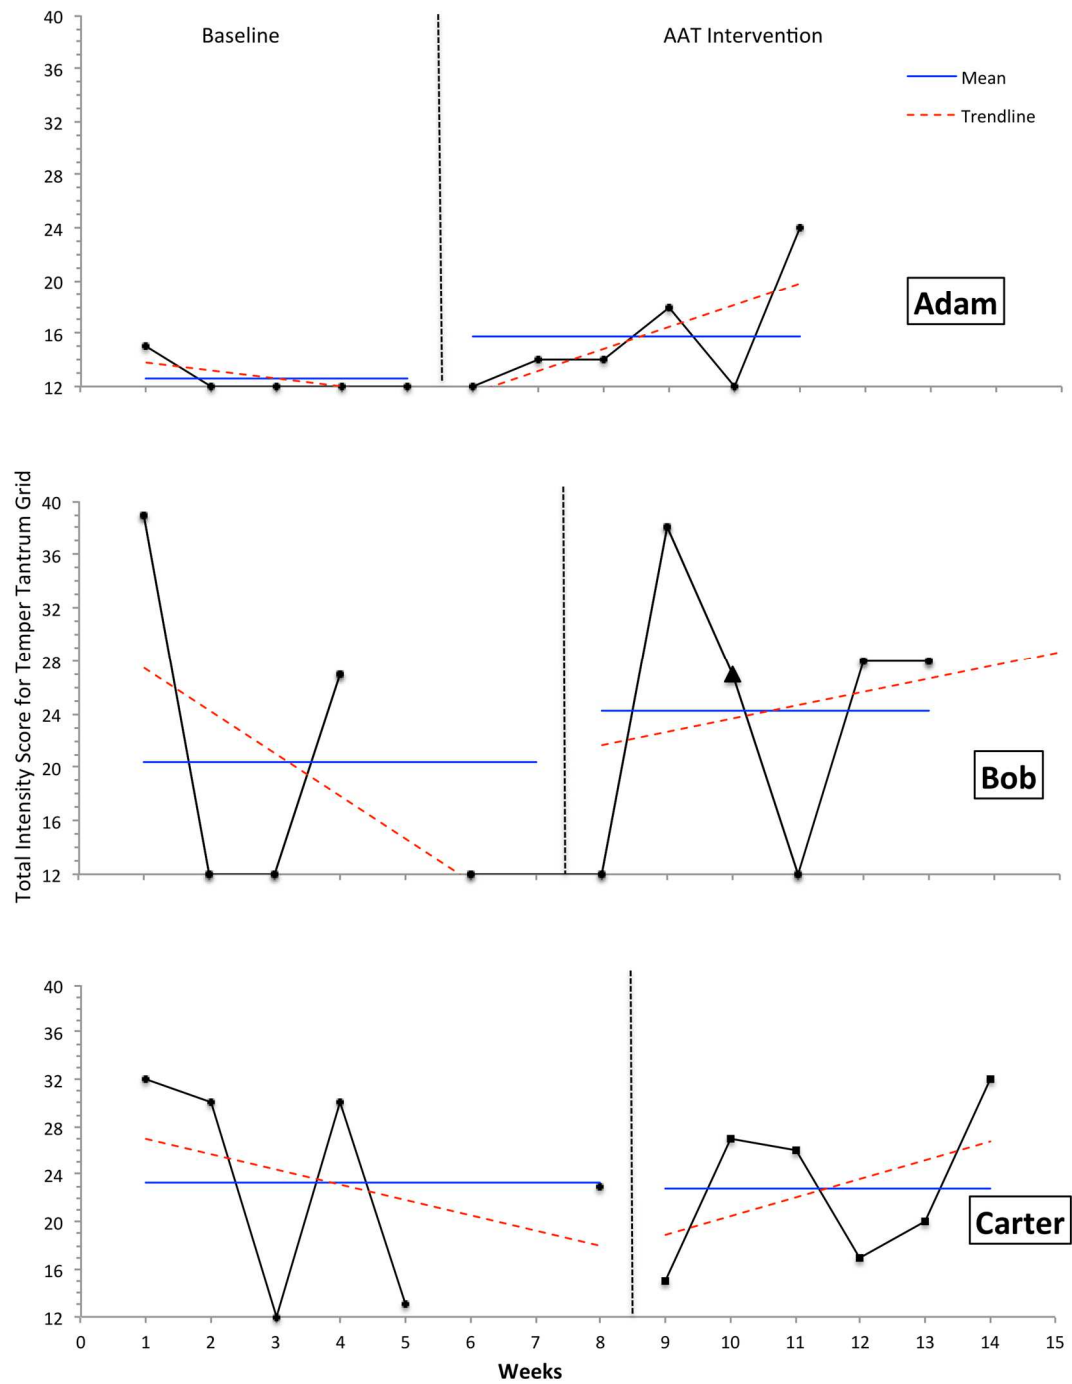 40
Baseline
AAT Intervention
36
Mean
32
Trendline
28
24
20
Adam
16
12
Total Intensity Score for Temper Tantrum Grid
40
36
32
28
24
20
Bob
16
12
40
36
32
28
24
20
Carter
16
12
0 1 2 3 4 5 6 7 8 9 10 11 12 13 14 15
Weeks